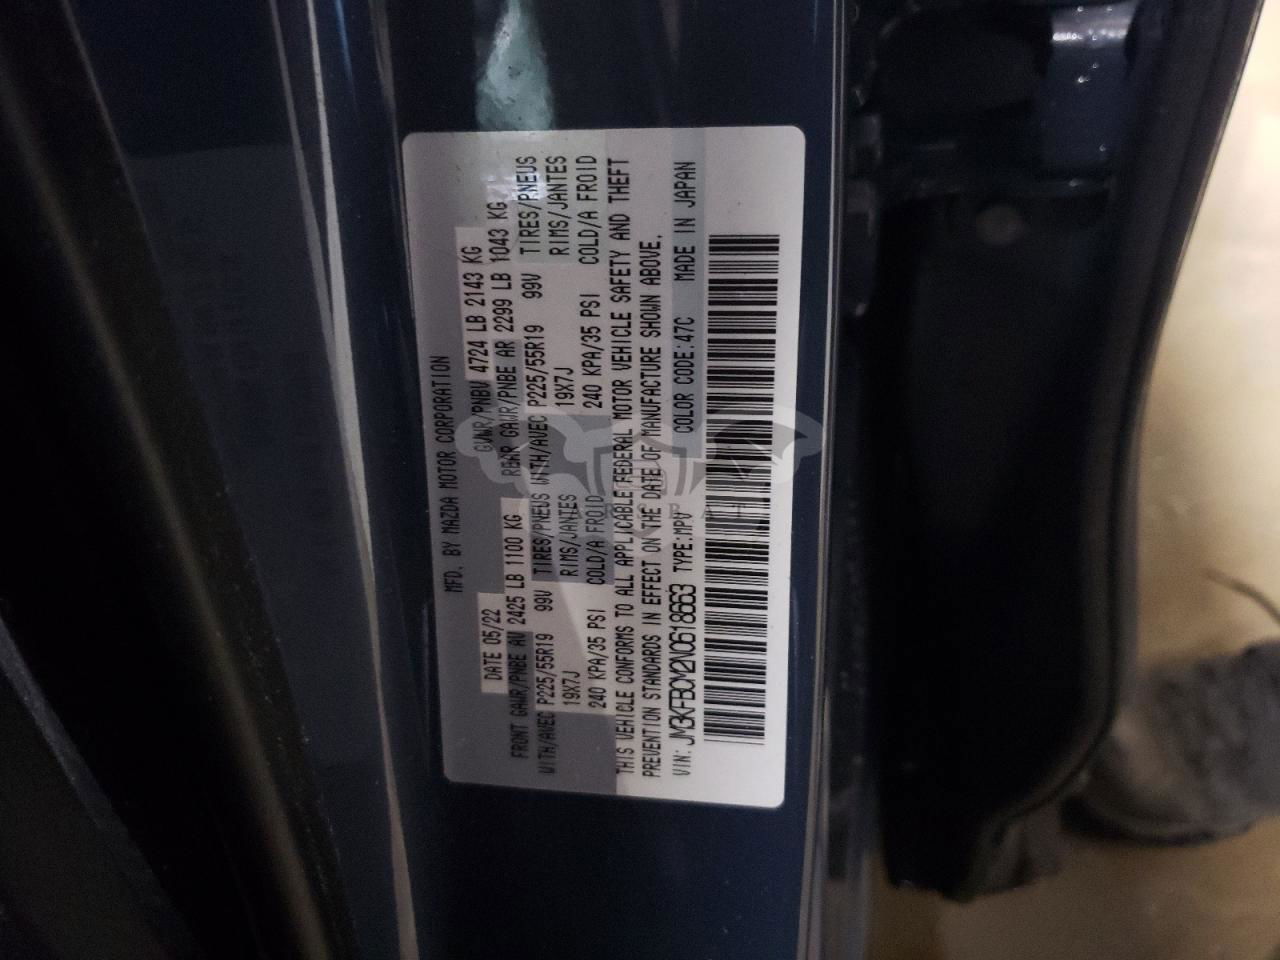 MFD. BY MAZDA MOTOR CORPORATION
DATE 05/22 GVWR/PNBV 4724 LB 2143 KG
FRONT GAWR/PNBE AV 2425 LB 1100 KG REAR GAWR/PNBE AR 2299 LB 1043 KG
WITH/AVEC P225/55R19 99V TIRES/PNEUS WITH/AVEC P225/55R19 99V TIRES/PNEUS
19X7J RIMS/JANTES 19X7J RIMS/JANTES
240 KPA/35 PSI COLD/A FROID 240 KPA/35 PSI COLD/A FROID
THIS VEHICLE CONFORMS TO ALL APPLICABLE FEDERAL MOTOR VEHICLE SAFETY AND THEFT
PREVENTION STANDARDS IN EFFECT ON THE DATE OF MANUFACTURE SHOWN ABOVE.
VIN: JM3KFBCM2N0618663 TYPE:MPV COLOR CODE:47C MADE IN JAPAN